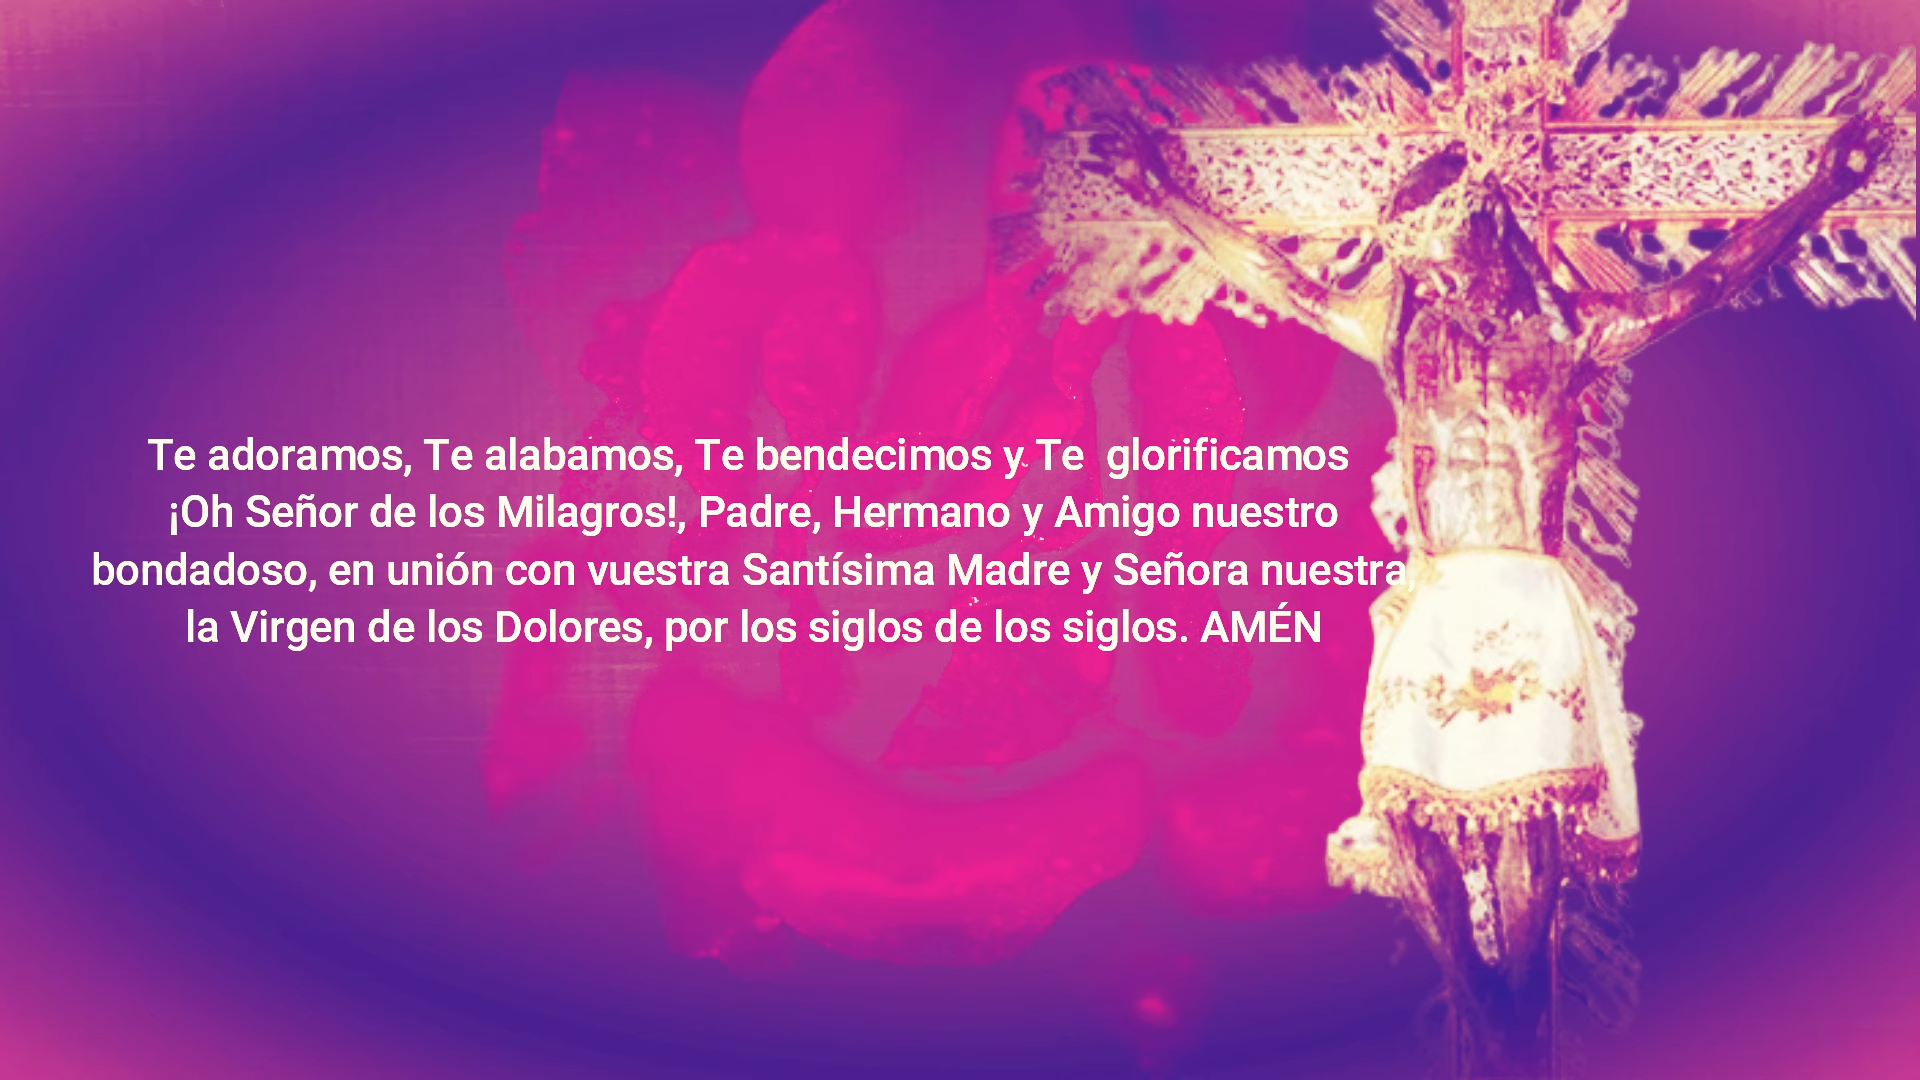 Te adoramos, Te alabamos, Te bendecimos y Te  glorificamos
¡Oh Señor de los Milagros!, Padre, Hermano y Amigo nuestro
bondadoso, en unión con vuestra Santísima Madre y Señora nuestra,
la Virgen de los Dolores, por los siglos de los siglos. AMÉN